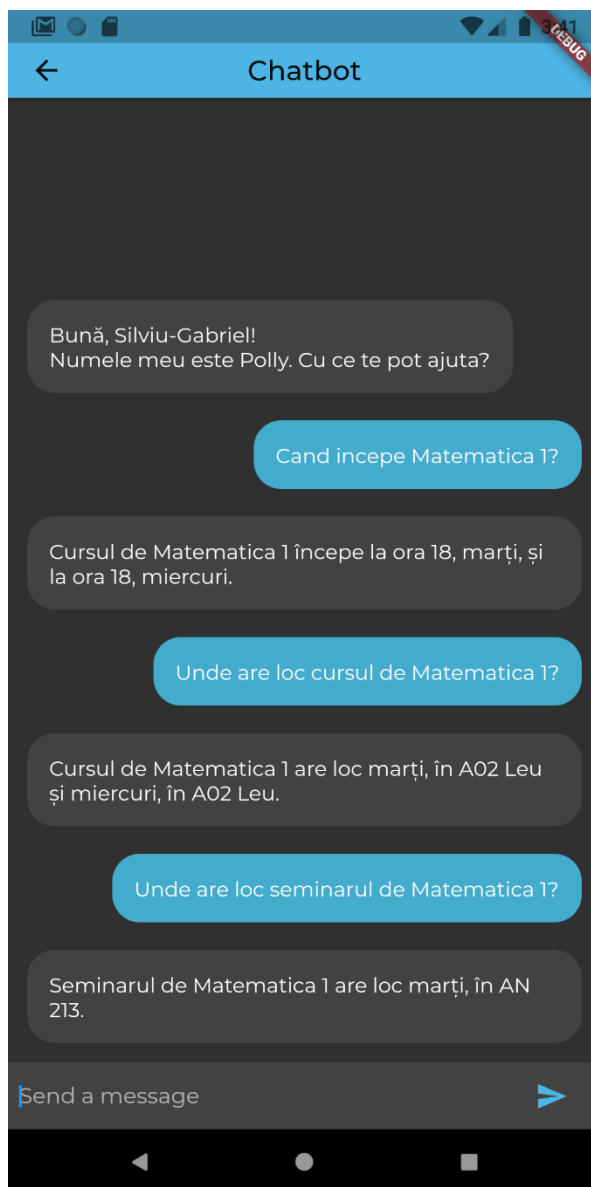 3:41
DEBUG
Chatbot
Bună, Silviu-Gabriel!
Numele meu este Polly. Cu ce te pot ajuta?
Cand incepe Matematica 1?
Cursul de Matematica 1 începe la ora 18, marți, și
la ora 18, miercuri.
Unde are loc cursul de Matematica 1?
Cursul de Matematica 1 are loc marți, în A02 Leu
și miercuri, în A02 Leu.
Unde are loc seminarul de Matematica 1?
Seminarul de Matematica 1 are loc marți, în AN
213.
Send a message